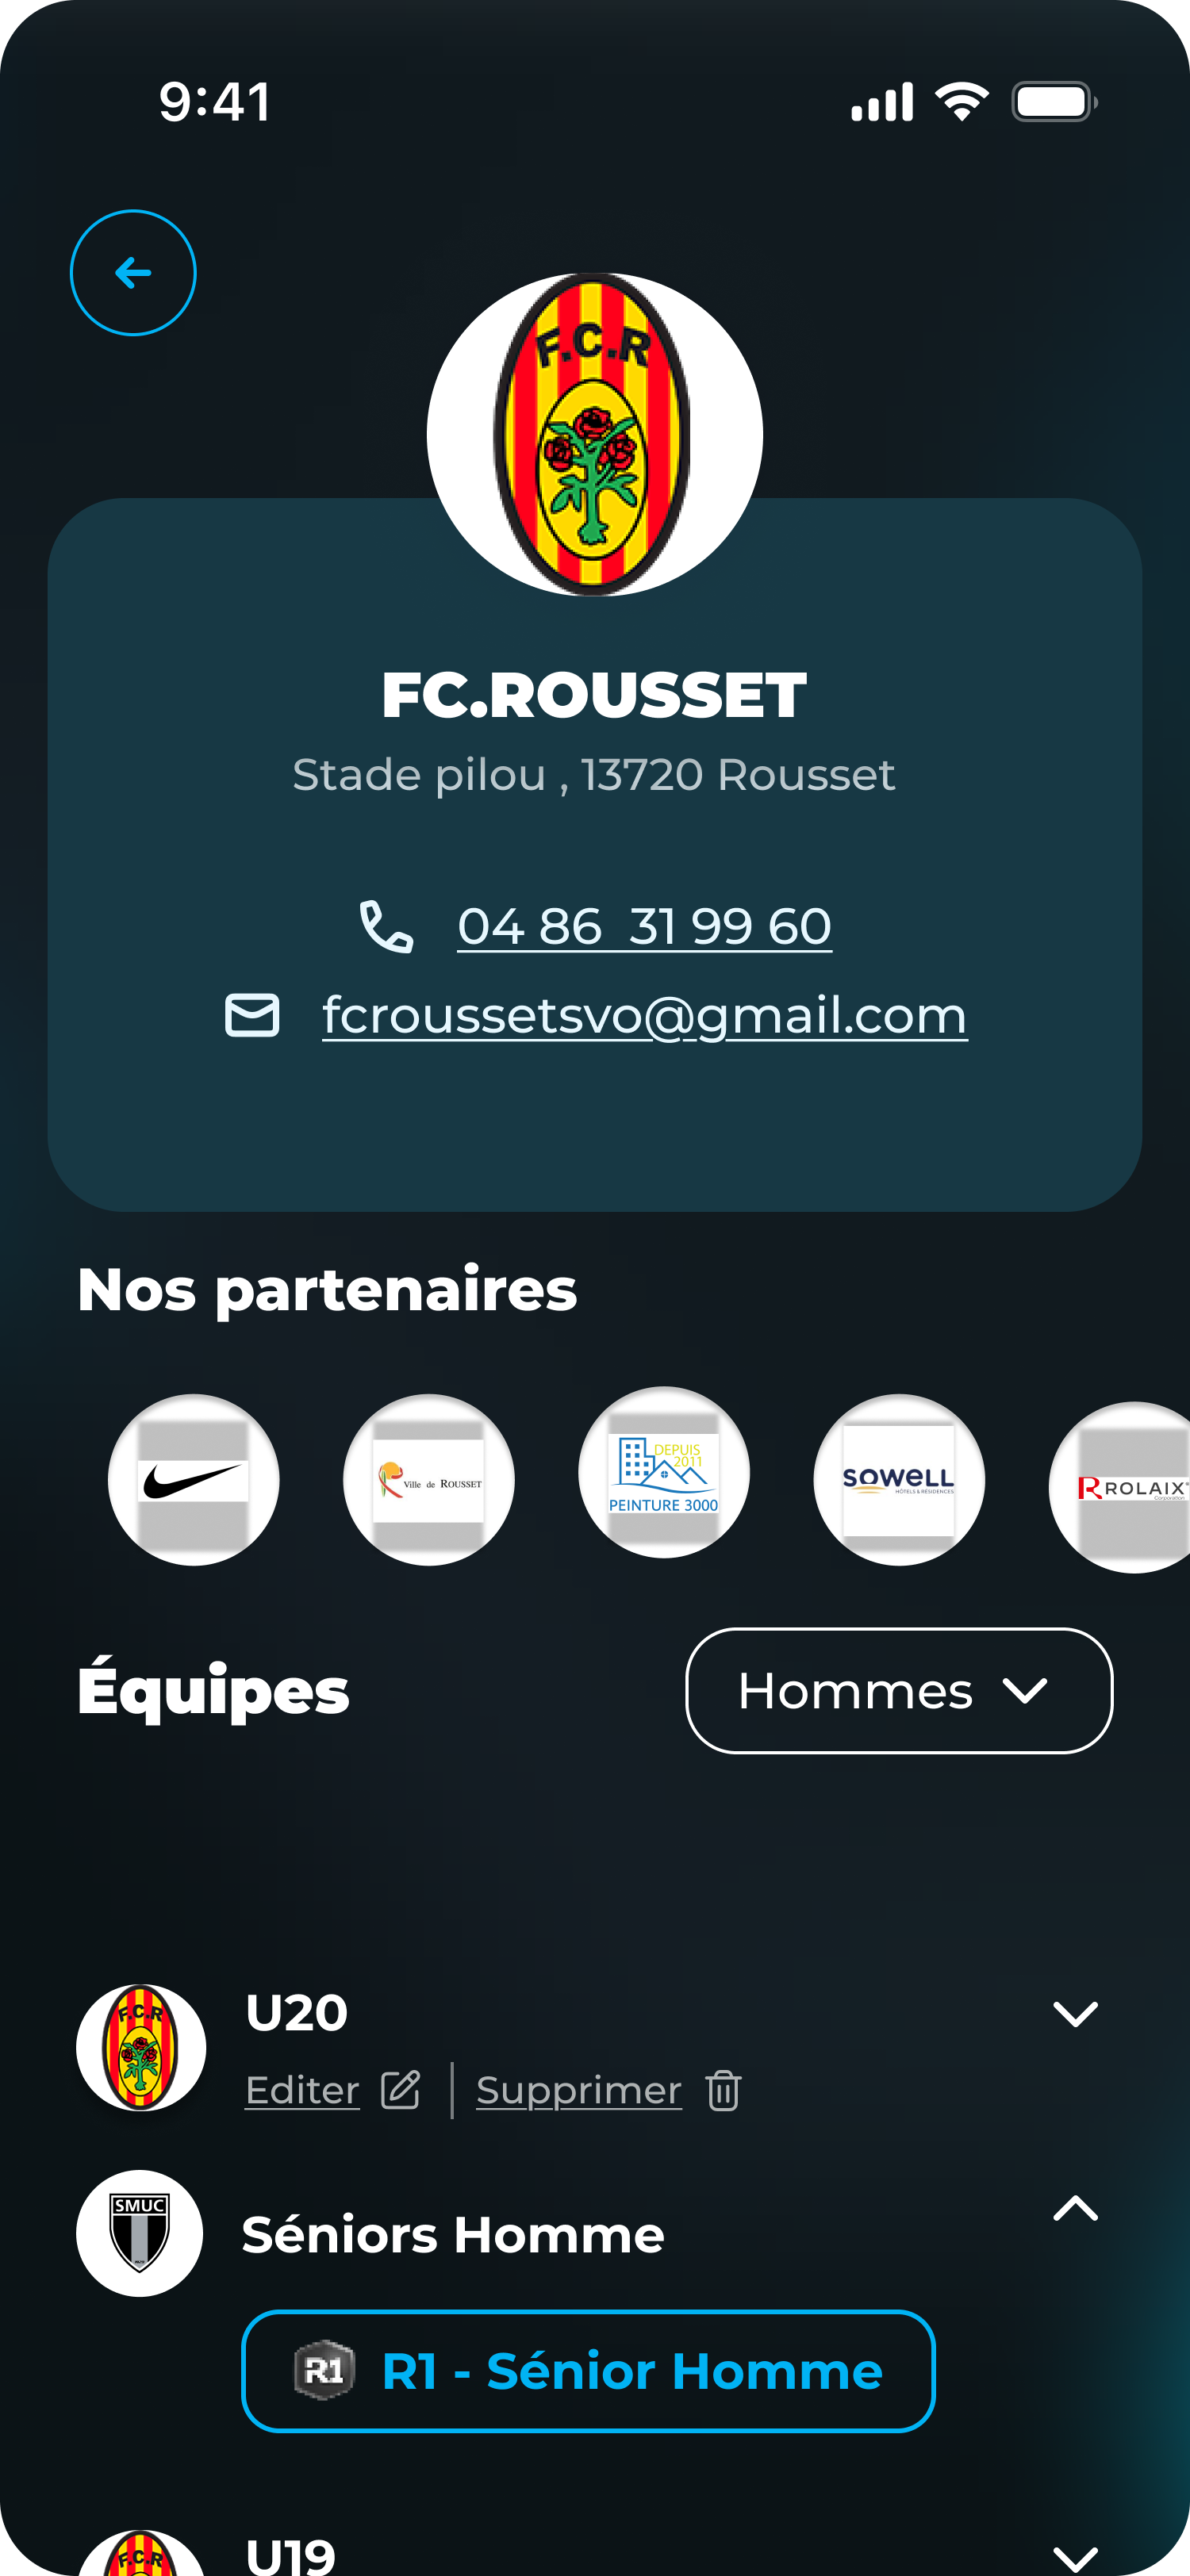 9:41
F.C.R
FC.ROUSSET
Stade pilou , 13720 Rousset
04 86  31 99 60
fcroussetsvo@gmail.com
Nos partenaires
Ville de ROUSSET
DEPUIS
2011
PEINTURE 3000
SOWELL
HÔTELS & RÉSIDENCES
ROLAIX
Corporation
Équipes
Hommes
F.C.R
U20
Editer
Supprimer
SMUC
Séniors Homme
R1
R1 - Sénior Homme
F.C.R
U19